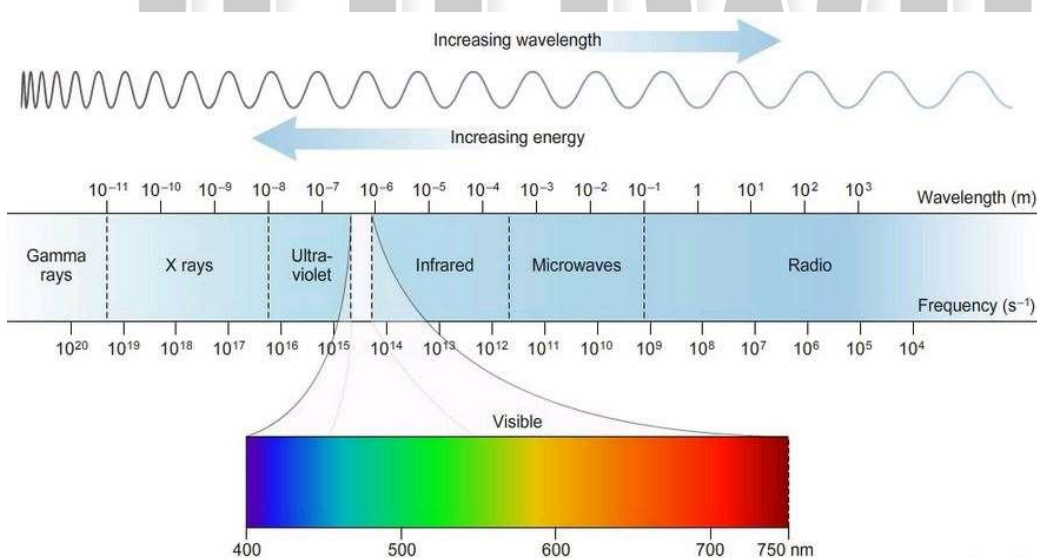 Increasing wavelength
Increasing energy
10⁻¹¹ 10⁻¹⁰ 10⁻⁹ 10⁻⁸ 10⁻⁷ 10⁻⁶ 10⁻⁵ 10⁻⁴ 10⁻³ 10⁻² 10⁻¹ 1 10¹ 10² 10³ Wavelength (m)
Gamma rays X rays Ultra-violet Infrared Microwaves Radio
Frequency (s⁻¹)
10²⁰ 10¹⁹ 10¹⁸ 10¹⁷ 10¹⁶ 10¹⁵ 10¹⁴ 10¹³ 10¹² 10¹¹ 10¹⁰ 10⁹ 10⁸ 10⁷ 10⁶ 10⁵ 10⁴
Visible
400 500 600 700 750 nm